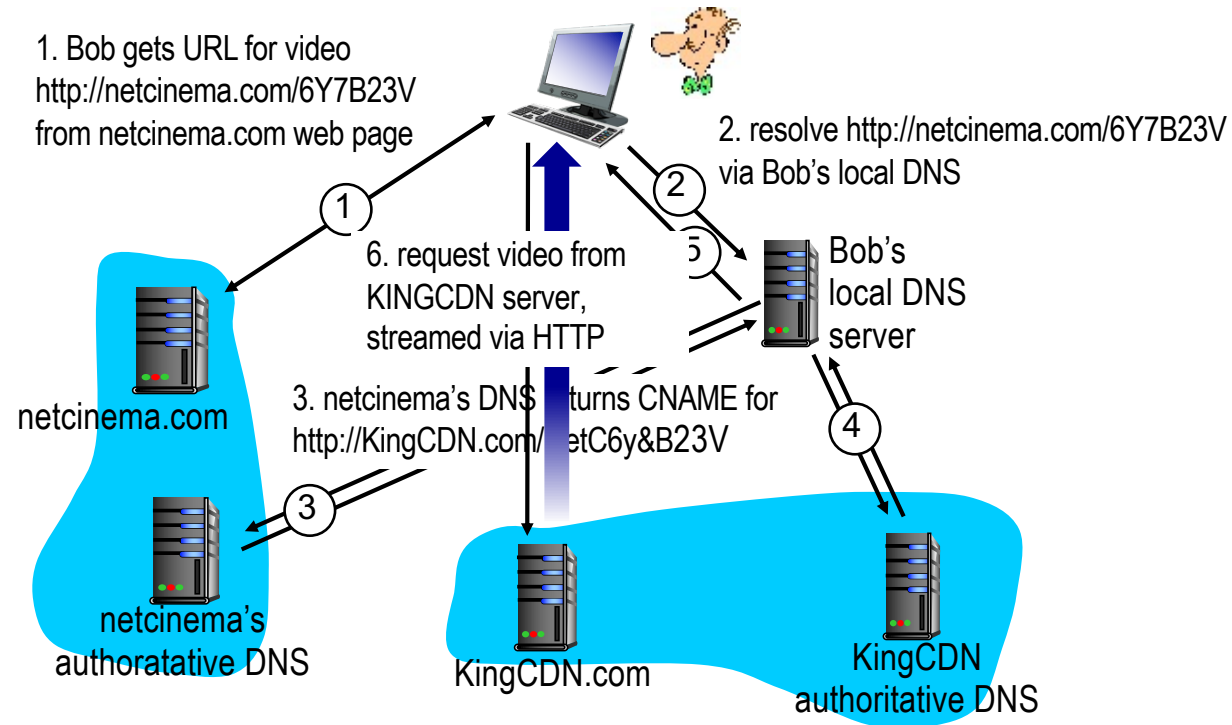 1. Bob gets URL for video
http://netcinema.com/6Y7B23V
from netcinema.com web page
2. resolve http://netcinema.com/6Y7B23V
via Bob's local DNS
1
2
5
6. request video from
KINGCDN server,
streamed via HTTP
Bob's
local DNS
server
netcinema.com
3. netcinema's DNS turns CNAME for
http://KingCDN.com/ etC6y&B23V
4
3
netcinema's
authoratative DNS
KingCDN.com
KingCDN
authoritative DNS